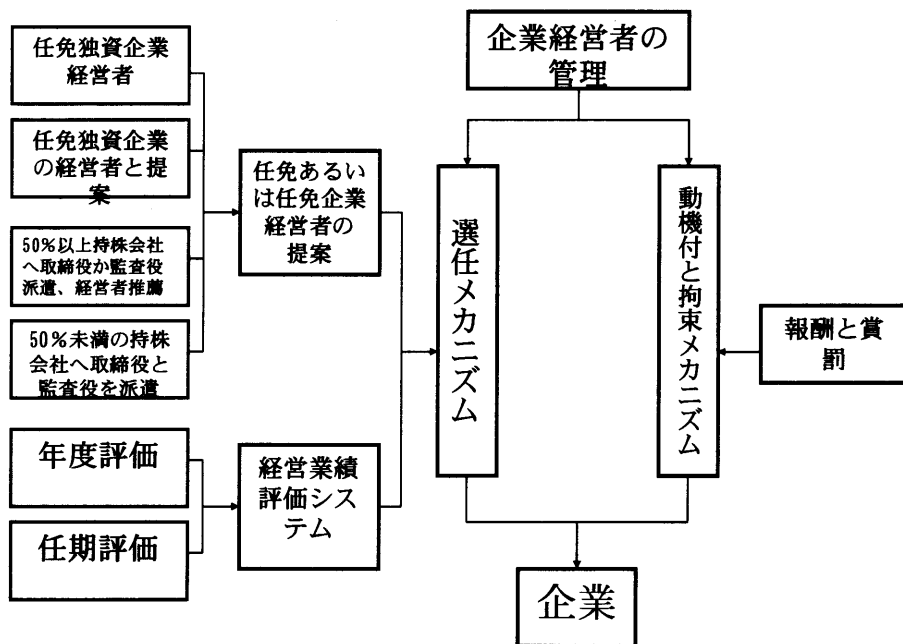 任免独資企業
経営者
任免独資企業
の経営者と提
案
50%以上持株会社
へ取締役か監査役
派遣、経営者推薦
50%未満の持株
会社へ取締役と
監査役を派遣
年度評価
任期評価
任免あるい
は任免企業
経営者の
提案
経営業績
評価シス
テム
企業経営者の
管理
選任メカニズム
動機付と拘束メカニズム
報酬と賞
罰
企業